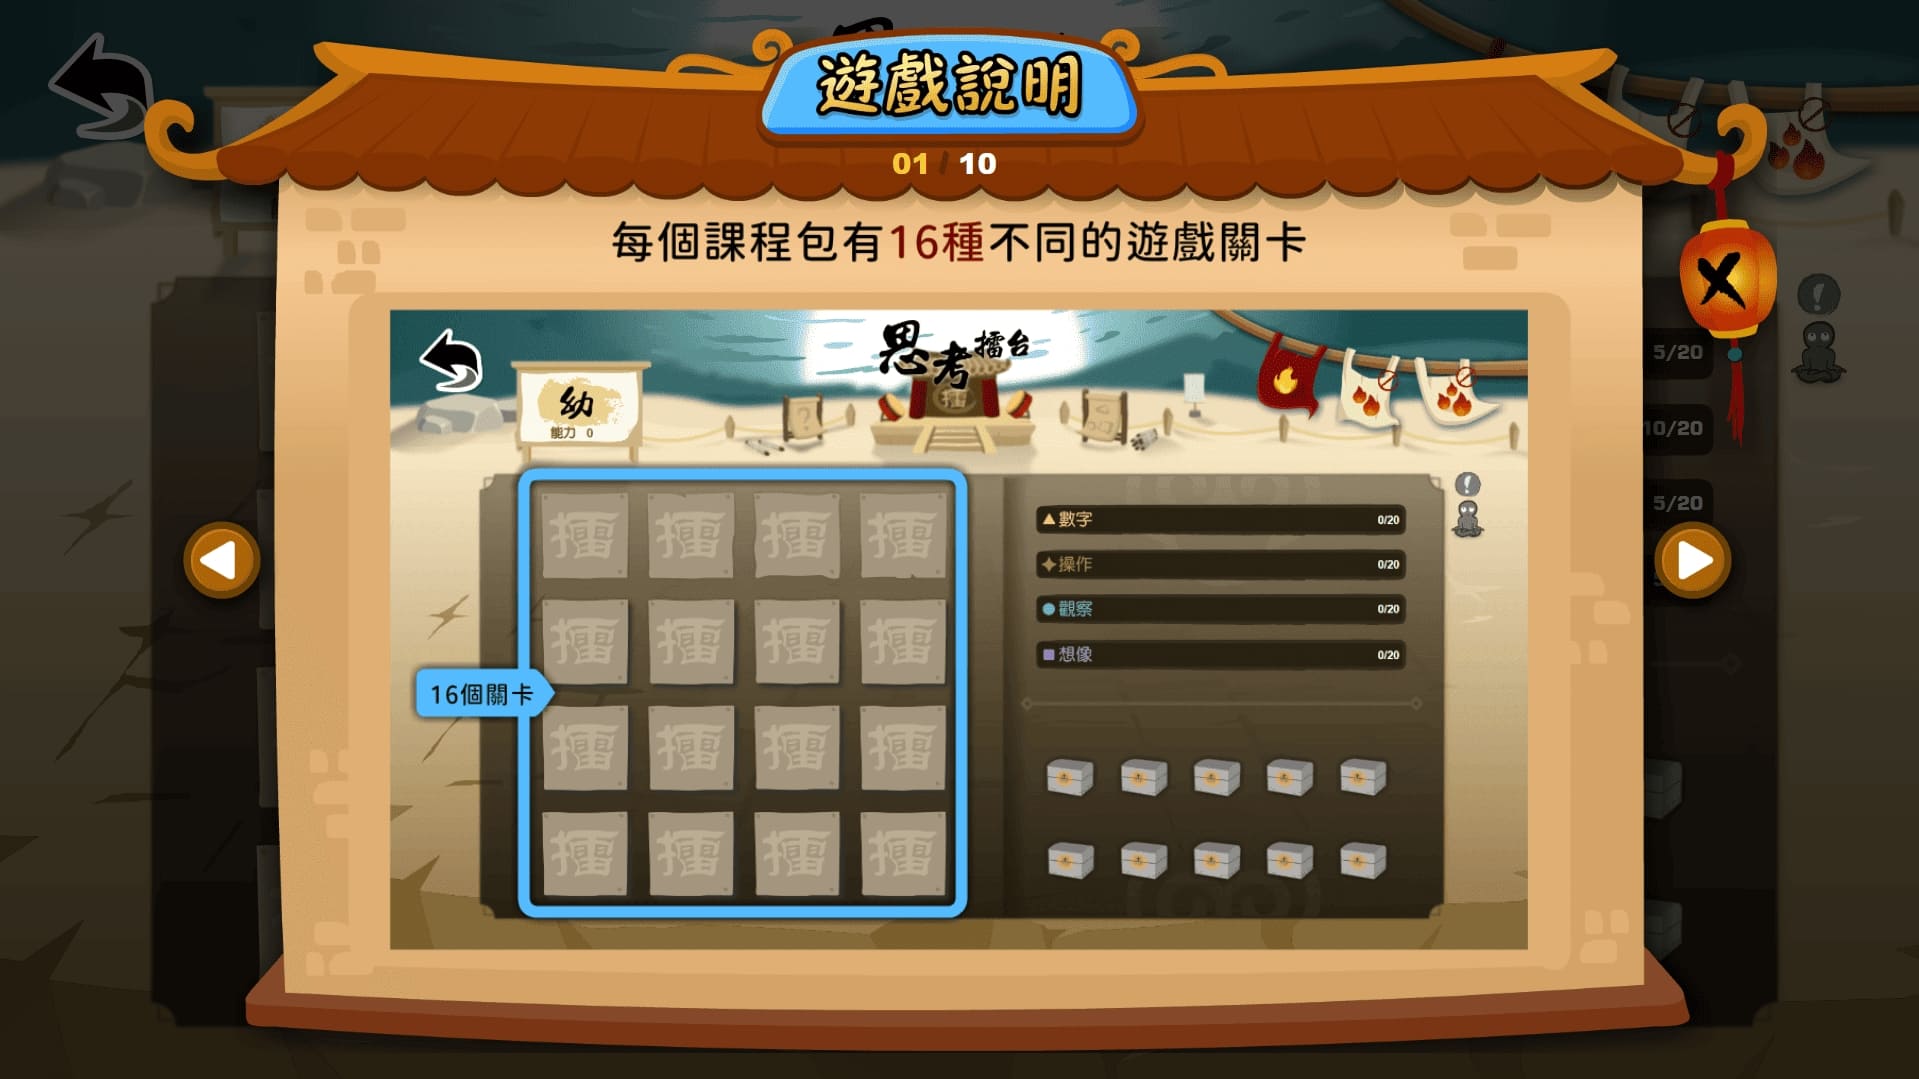 遊戲說明
01 / 10
每個課程包有16種不同的遊戲關卡
思考擂台
擂
幼
能力 0
擂 擂 擂 擂
擂 擂 擂 擂
擂 擂 擂 擂
擂 擂 擂 擂
16個關卡
數字 0/20
操作 0/20
觀察 0/20
想像 0/20
5/20
10/20
5/20